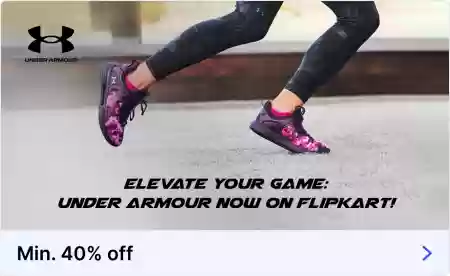 UNDER ARMOUR
ELEVATE YOUR GAME:
UNDER ARMOUR NOW ON FLIPKART!
Min. 40% off